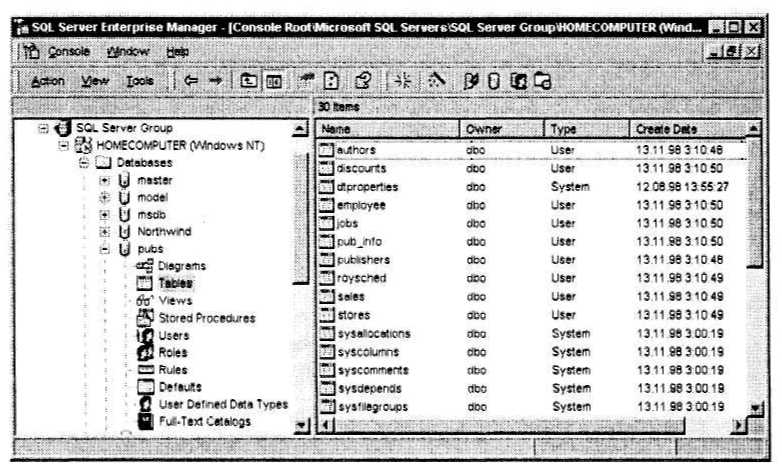 SQL Server Enterprise Manager - [Console Root\Microsoft SQL Servers\SQL Server Group\HOMECOMPUTER (Wind...
Console Window Help
Action View Tools
30 Items
SQL Server Group
HOMECOMPUTER (Windows NT)
Databases
master
model
msdb
Northwind
pubs
Diagrams
Tables
Views
Stored Procedures
Users
Roles
Rules
Defaults
User Defined Data Types
Full-Text Catalogs
Name Owner Type Create Date
authors dbo User 13.11.98 3:10:48
discounts dbo User 13.11.98 3:10:50
dtproperties dbo System 12.08.98 13:55:27
employee dbo User 13.11.98 3:10:50
jobs dbo User 13.11.98 3:10:50
pub_info dbo User 13.11.98 3:10:50
publishers dbo User 13.11.98 3:10:48
roysched dbo User 13.11.98 3:10:49
sales dbo User 13.11.98 3:10:49
stores dbo User 13.11.98 3:10:49
sysallocations dbo System 13.11.98 3:00:19
syscolumns dbo System 13.11.98 3:00:19
syscomments dbo System 13.11.98 3:00:19
sysdepends dbo System 13.11.98 3:00:19
sysfilegroups dbo System 13.11.98 3:00:19